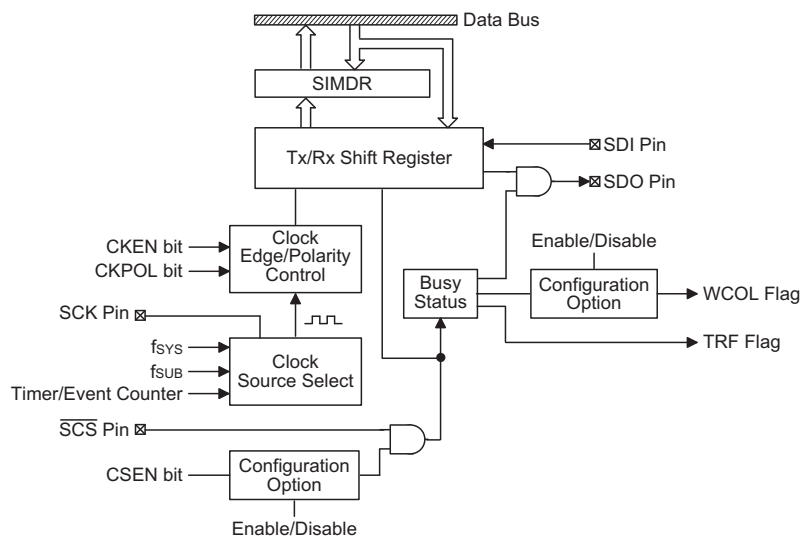 Data Bus
SIMDR
Tx/Rx Shift Register
SDI Pin
SDO Pin
CKEN bit
CKPOL bit
Clock
Edge/Polarity
Control
Enable/Disable
Busy
Status
Configuration
Option
WCOL Flag
SCK Pin
TRF Flag
fSYS
fSUB
Timer/Event Counter
Clock
Source Select
SCS Pin
CSEN bit
Configuration
Option
Enable/Disable